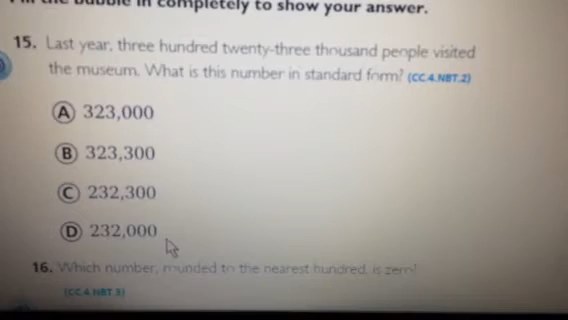 completely to show your answer.
15. Last year, three hundred twenty-three thousand people visited
the museum. What is this number in standard form? (CC.4.NBT.2)
A 323,000
B 323,300
C 232,300
D 232,000
16. Which number, rounded to the nearest hundred, is zero?
(CC.4.NBT.3)